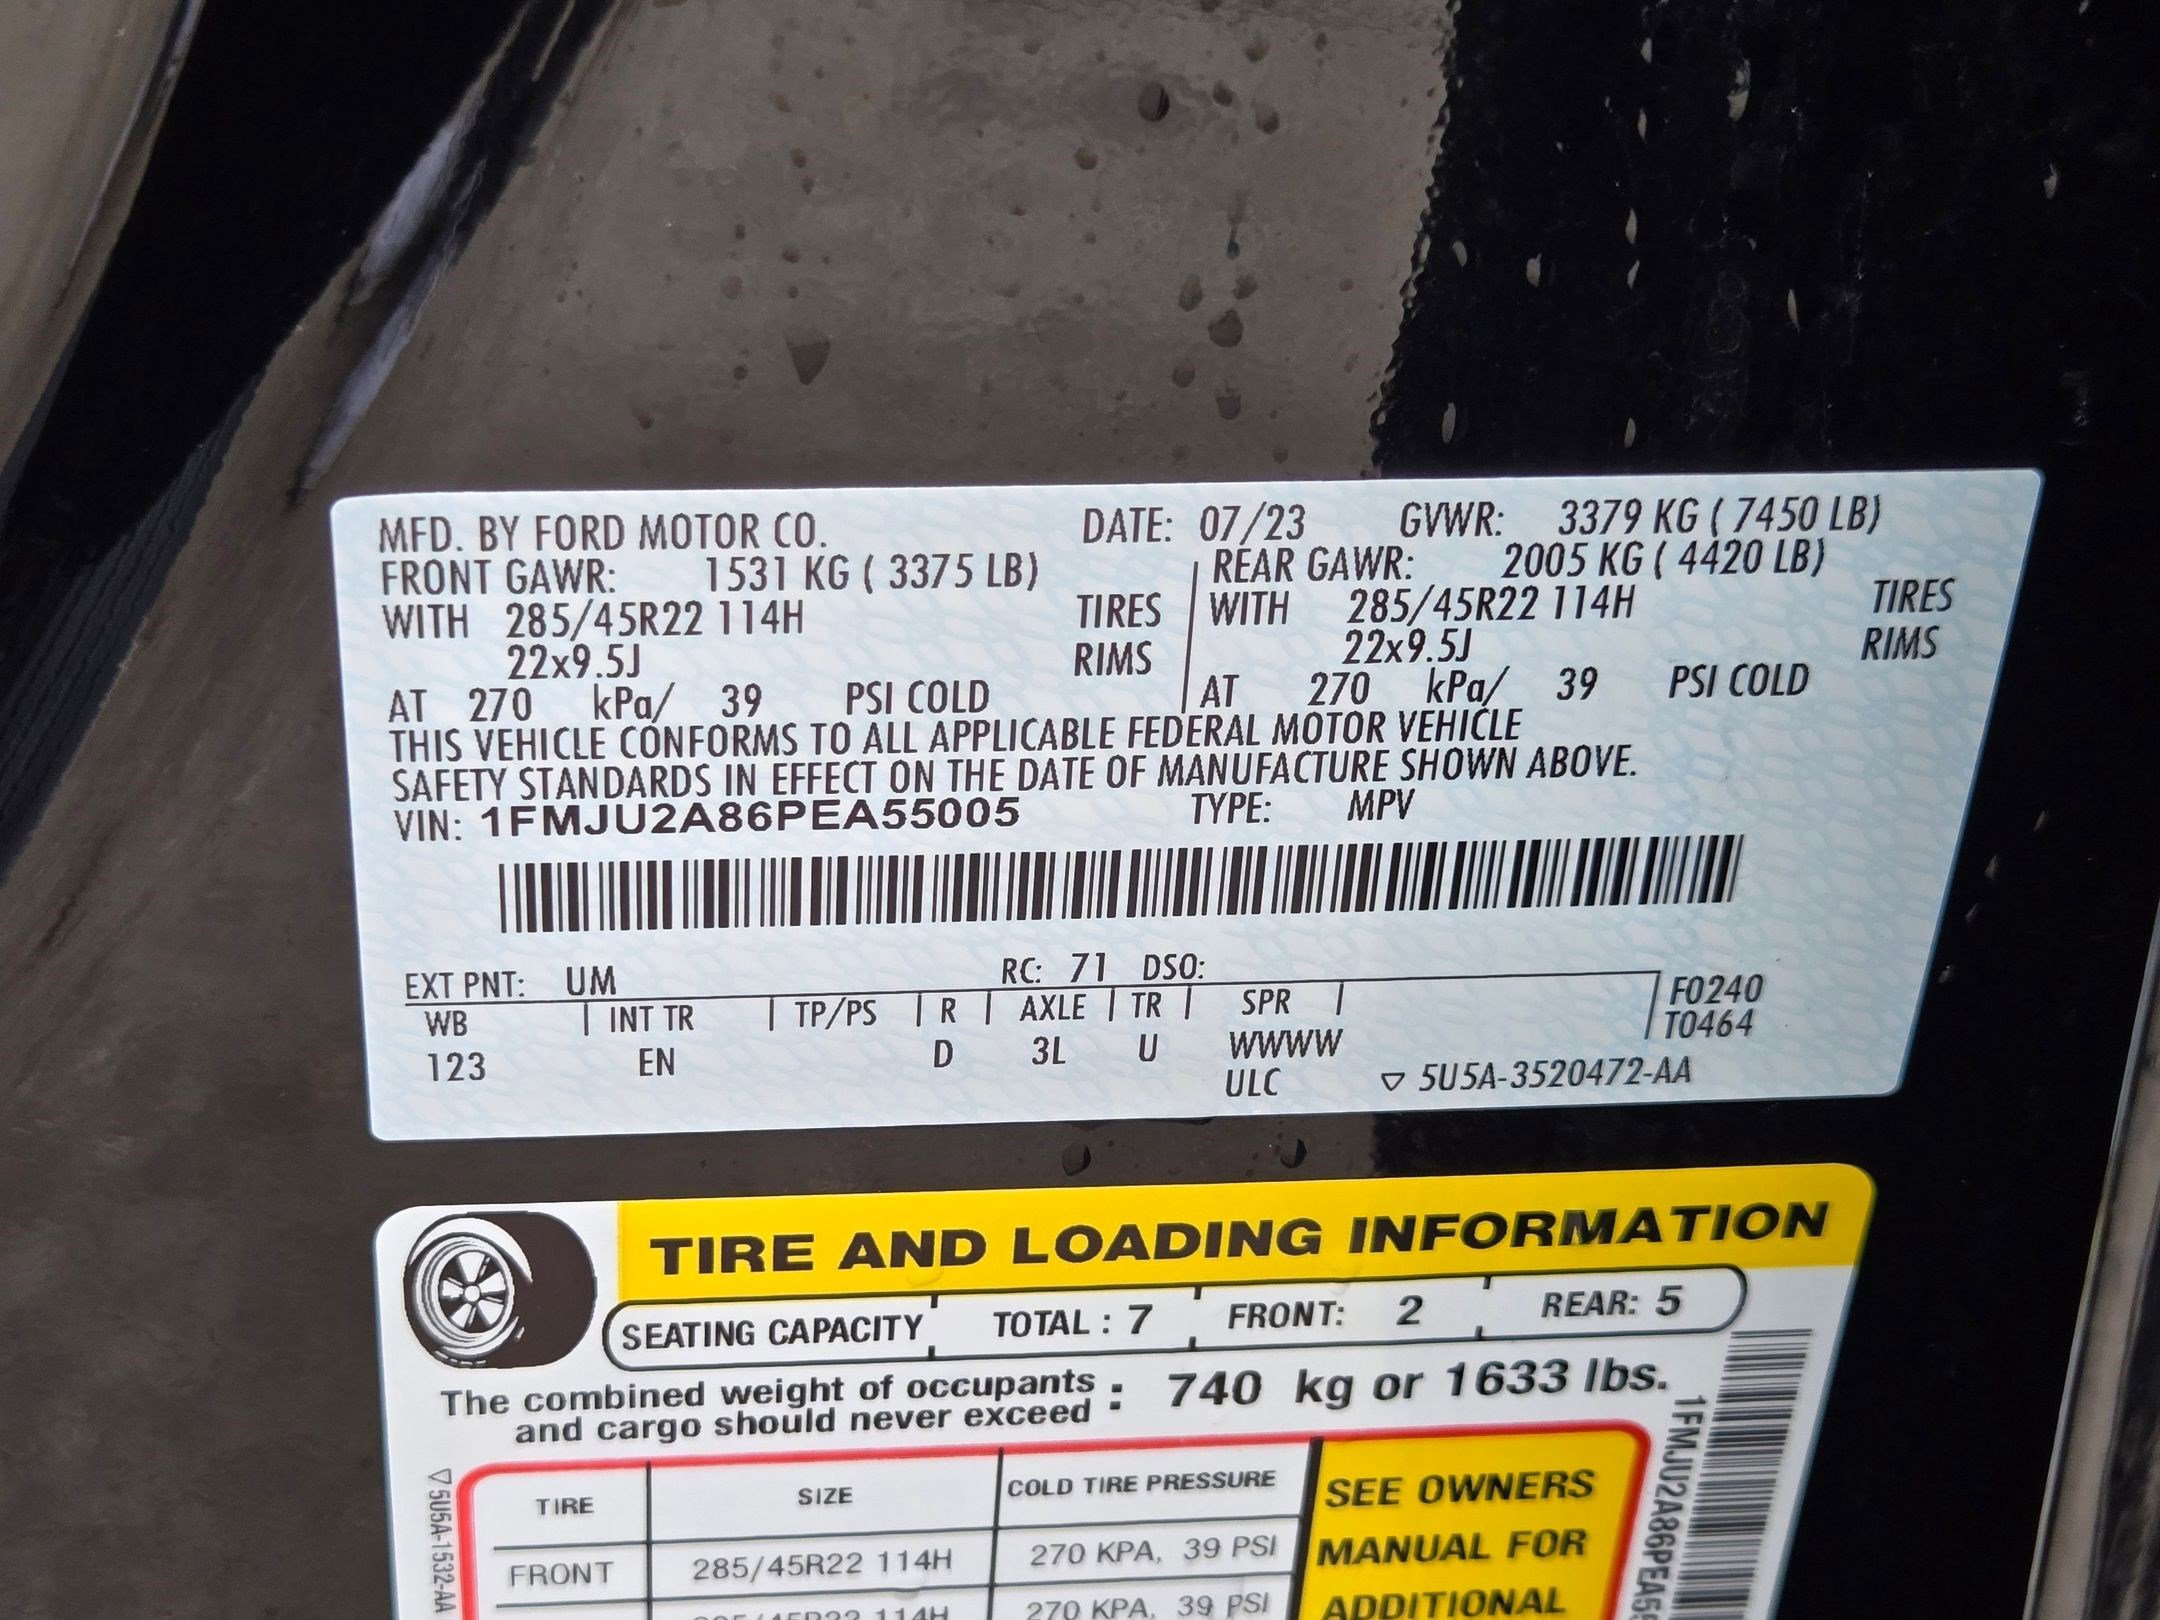 MFD. BY FORD MOTOR CO. DATE: 07/23 GVWR: 3379 KG ( 7450 LB)
FRONT GAWR: 1531 KG ( 3375 LB) REAR GAWR: 2005 KG ( 4420 LB)
WITH 285/45R22 114H TIRES WITH 285/45R22 114H TIRES
22x9.5J RIMS 22x9.5J RIMS
AT 270 kPa/ 39 PSI COLD AT 270 kPa/ 39 PSI COLD
THIS VEHICLE CONFORMS TO ALL APPLICABLE FEDERAL MOTOR VEHICLE
SAFETY STANDARDS IN EFFECT ON THE DATE OF MANUFACTURE SHOWN ABOVE.
VIN: 1FMJU2A86PEA55005 TYPE: MPV
EXT PNT: UM RC: 71 DSO:
WB INT TR TP/PS R AXLE TR SPR F0240
T0464
123 EN D 3L U WWWW
ULC ▽ 5U5A-3520472-AA
TIRE AND LOADING INFORMATION
SEATING CAPACITY TOTAL : 7 FRONT: 2 REAR: 5
The combined weight of occupants
and cargo should never exceed : 740 kg or 1633 lbs.
TIRE SIZE COLD TIRE PRESSURE SEE OWNERS
FRONT 285/45R22 114H 270 KPA, 39 PSI MANUAL FOR
114H 270 KPA, 39 PSI ADDITIONAL
▽5U5A-1532-AA
1FMJU2A86PEA55